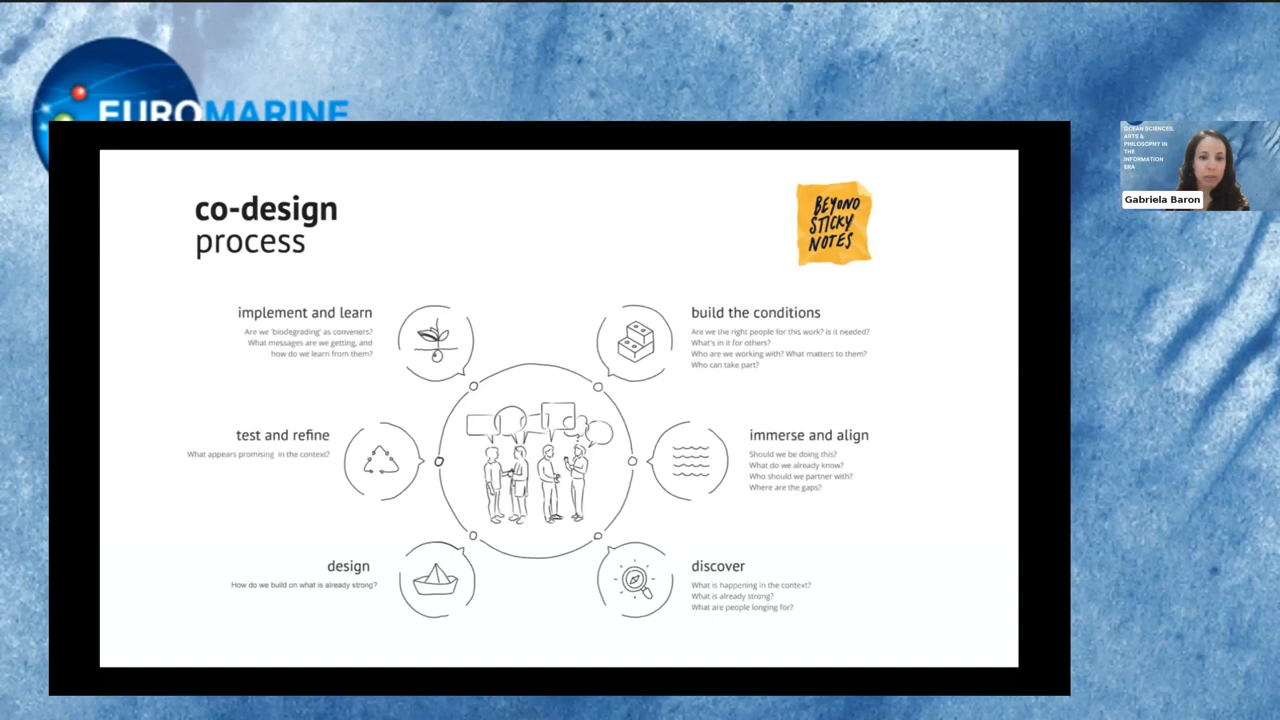 EUROMARINE
co-design
process
BEYOND
STICKY
NOTES
implement and learn
Are we 'biodegrading' as conveners?
What messages are we getting, and
how do we learn from them?
build the conditions
Are we the right people for this work? is it needed?
What's in it for others?
Who are we working with? What matters to them?
Who can take part?
test and refine
What appears promising in the context?
immerse and align
Should we be doing this?
What do we already know?
Who should we partner with?
Where are the gaps?
design
How do we build on what is already strong?
discover
What is happening in the context?
What is already strong?
What are people longing for?
OCEAN SCIENCES,
ARTS &
PHILOSOPHY IN
THE
INFORMATION
ERA
Gabriela Baron